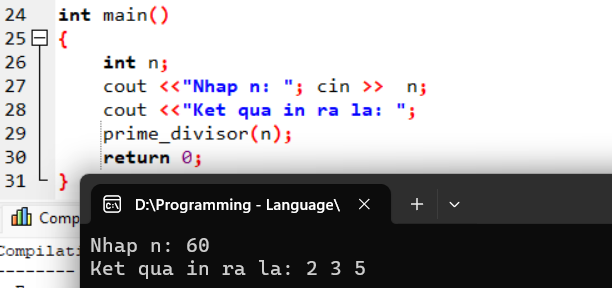 24 int main()
25 {
26 int n;
27 cout <<"Nhap n: "; cin >>  n;
28 cout <<"Ket qua in ra la: ";
29 prime_divisor(n);
30 return 0;
31 }
D:\Programming - Language\
Comp
Compilati
Nhap n: 60
Ket qua in ra la: 2 3 5